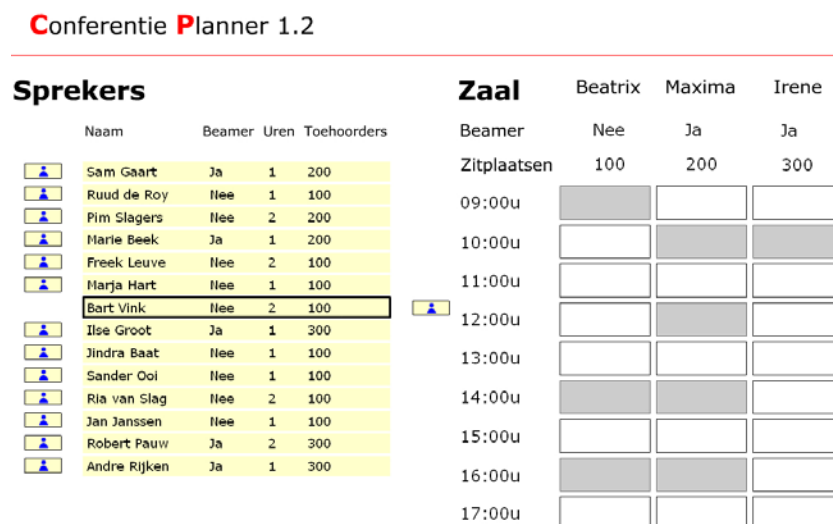 Conferentie Planner 1.2
Sprekers
Naam Beamer Uren Toehoorders
Sam Gaart Ja 1 200
Ruud de Roy Nee 1 100
Pim Slagers Nee 2 200
Marie Beek Ja 1 200
Freek Leuve Nee 2 100
Marja Hart Nee 1 100
Bart Vink Nee 2 100
Ilse Groot Ja 1 300
Jindra Baat Nee 1 100
Sander Ooi Nee 1 100
Ria van Slag Nee 2 100
Jan Janssen Nee 1 100
Robert Pauw Ja 2 300
Andre Rijken Ja 1 300
Zaal Beatrix Maxima Irene
Beamer Nee Ja Ja
Zitplaatsen 100 200 300
09:00u
10:00u
11:00u
12:00u
13:00u
14:00u
15:00u
16:00u
17:00u